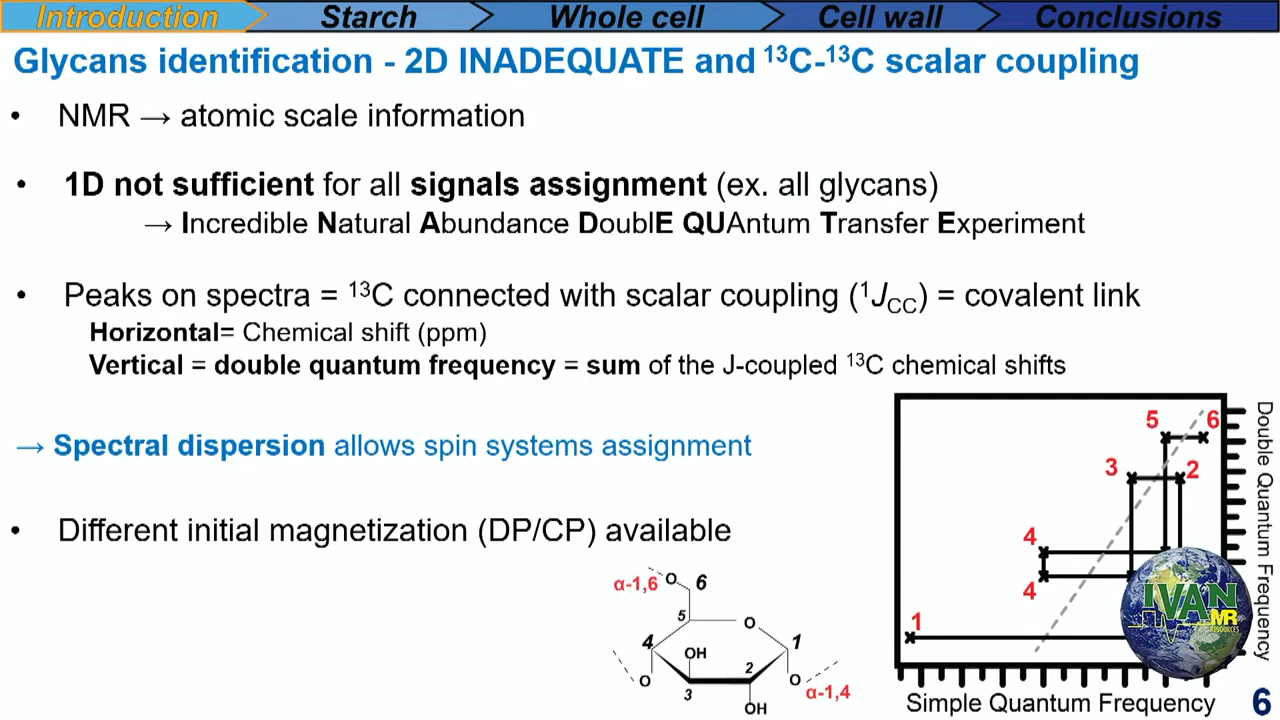 Introduction Starch Whole cell Cell wall Conclusions
Glycans identification - 2D INADEQUATE and ¹³C-¹³C scalar coupling
• NMR → atomic scale information
• 1D not sufficient for all signals assignment (ex. all glycans)
→ Incredible Natural Abundance DoublE QUAntum Transfer Experiment
• Peaks on spectra = ¹³C connected with scalar coupling (¹J_CC) = covalent link
Horizontal= Chemical shift (ppm)
Vertical = double quantum frequency = sum of the J-coupled ¹³C chemical shifts
→ Spectral dispersion allows spin systems assignment
• Different initial magnetization (DP/CP) available
α-1,6 O 6
5 O
4 1
OH
2
O 3 O
α-1,4
OH
5 6
3 2
4
4
1
Double Quantum Frequency
Simple Quantum Frequency
IVAN
MR
RESOURCES
6